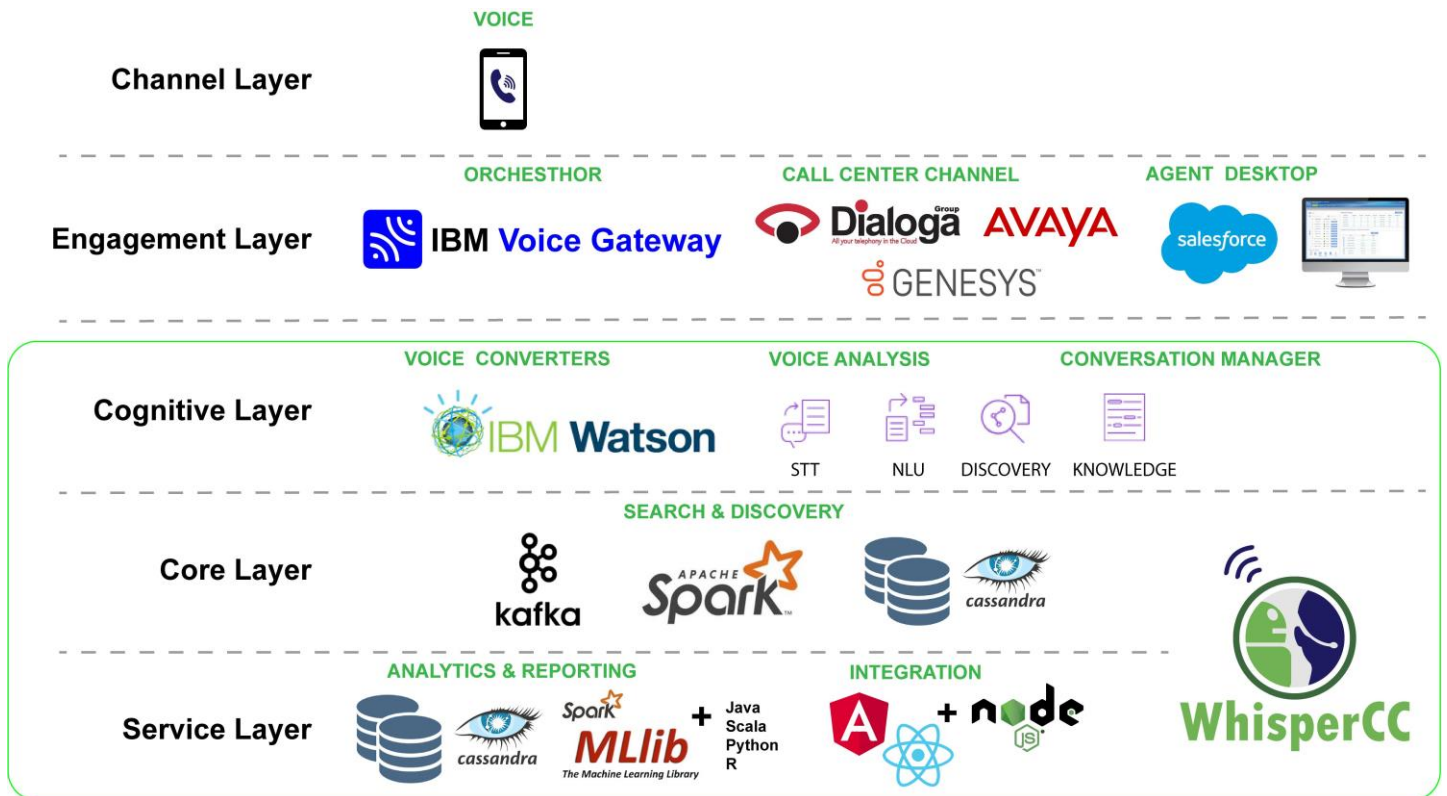 VOICE
Channel Layer
ORCHESTHOR
CALL CENTER CHANNEL
AGENT DESKTOP
Engagement Layer
IBM Voice Gateway
Dialoga Group
All your telephony in the Cloud
AVAYA
GENESYS™
salesforce
VOICE CONVERTERS
VOICE ANALYSIS
CONVERSATION MANAGER
Cognitive Layer
IBM Watson
STT
NLU
DISCOVERY
KNOWLEDGE
SEARCH & DISCOVERY
Core Layer
kafka
APACHE
Spark™
cassandra
ANALYTICS & REPORTING
INTEGRATION
Service Layer
cassandra
Spark
MLlib
The Machine Learning Library
+
Java
Scala
Python
R
A
+
node
JS
WhisperCC